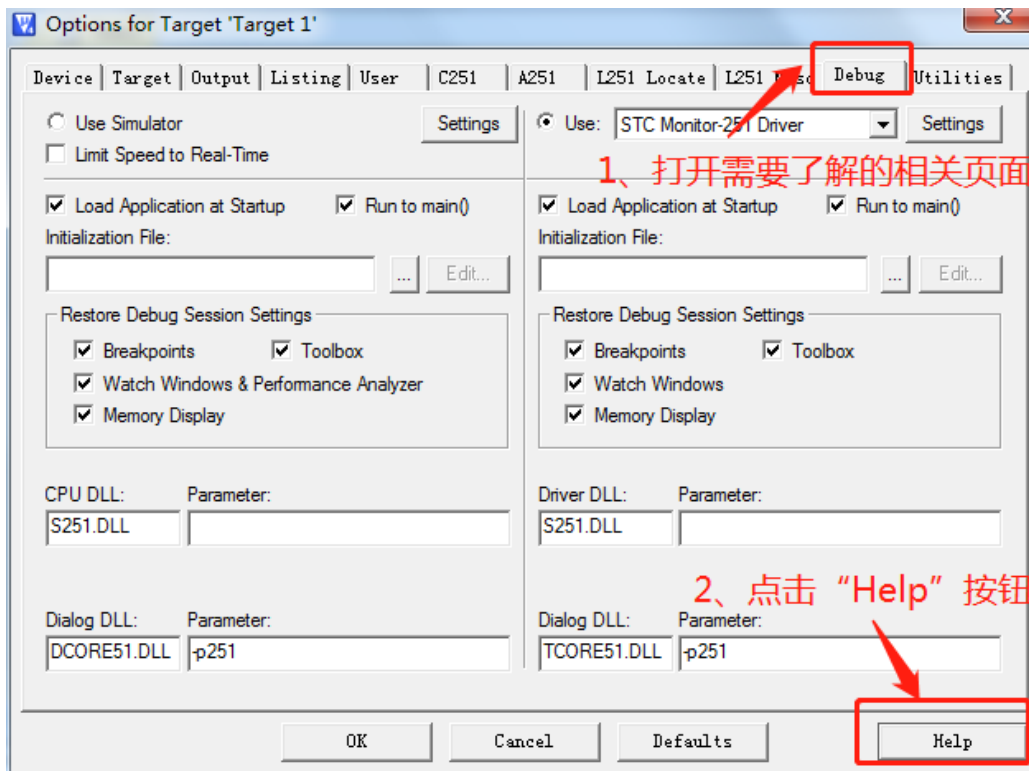 Options for Target 'Target 1'
Device Target Output Listing User C251 A251 L251 Locate L251 Misc Debug Utilities
Use Simulator Settings Use: STC Monitor-251 Driver Settings
Limit Speed to Real-Time
1、打开需要了解的相关页面
Load Application at Startup Run to main() Load Application at Startup Run to main()
Initialization File: Initialization File:
... Edit... ... Edit...
Restore Debug Session Settings Restore Debug Session Settings
Breakpoints Toolbox Breakpoints Toolbox
Watch Windows & Performance Analyzer Watch Windows
Memory Display Memory Display
CPU DLL: Parameter: Driver DLL: Parameter:
S251.DLL S251.DLL
2、点击“Help”按钮
Dialog DLL: Parameter: Dialog DLL: Parameter:
DCORE51.DLL -p251 TCORE51.DLL -p251
OK Cancel Defaults Help